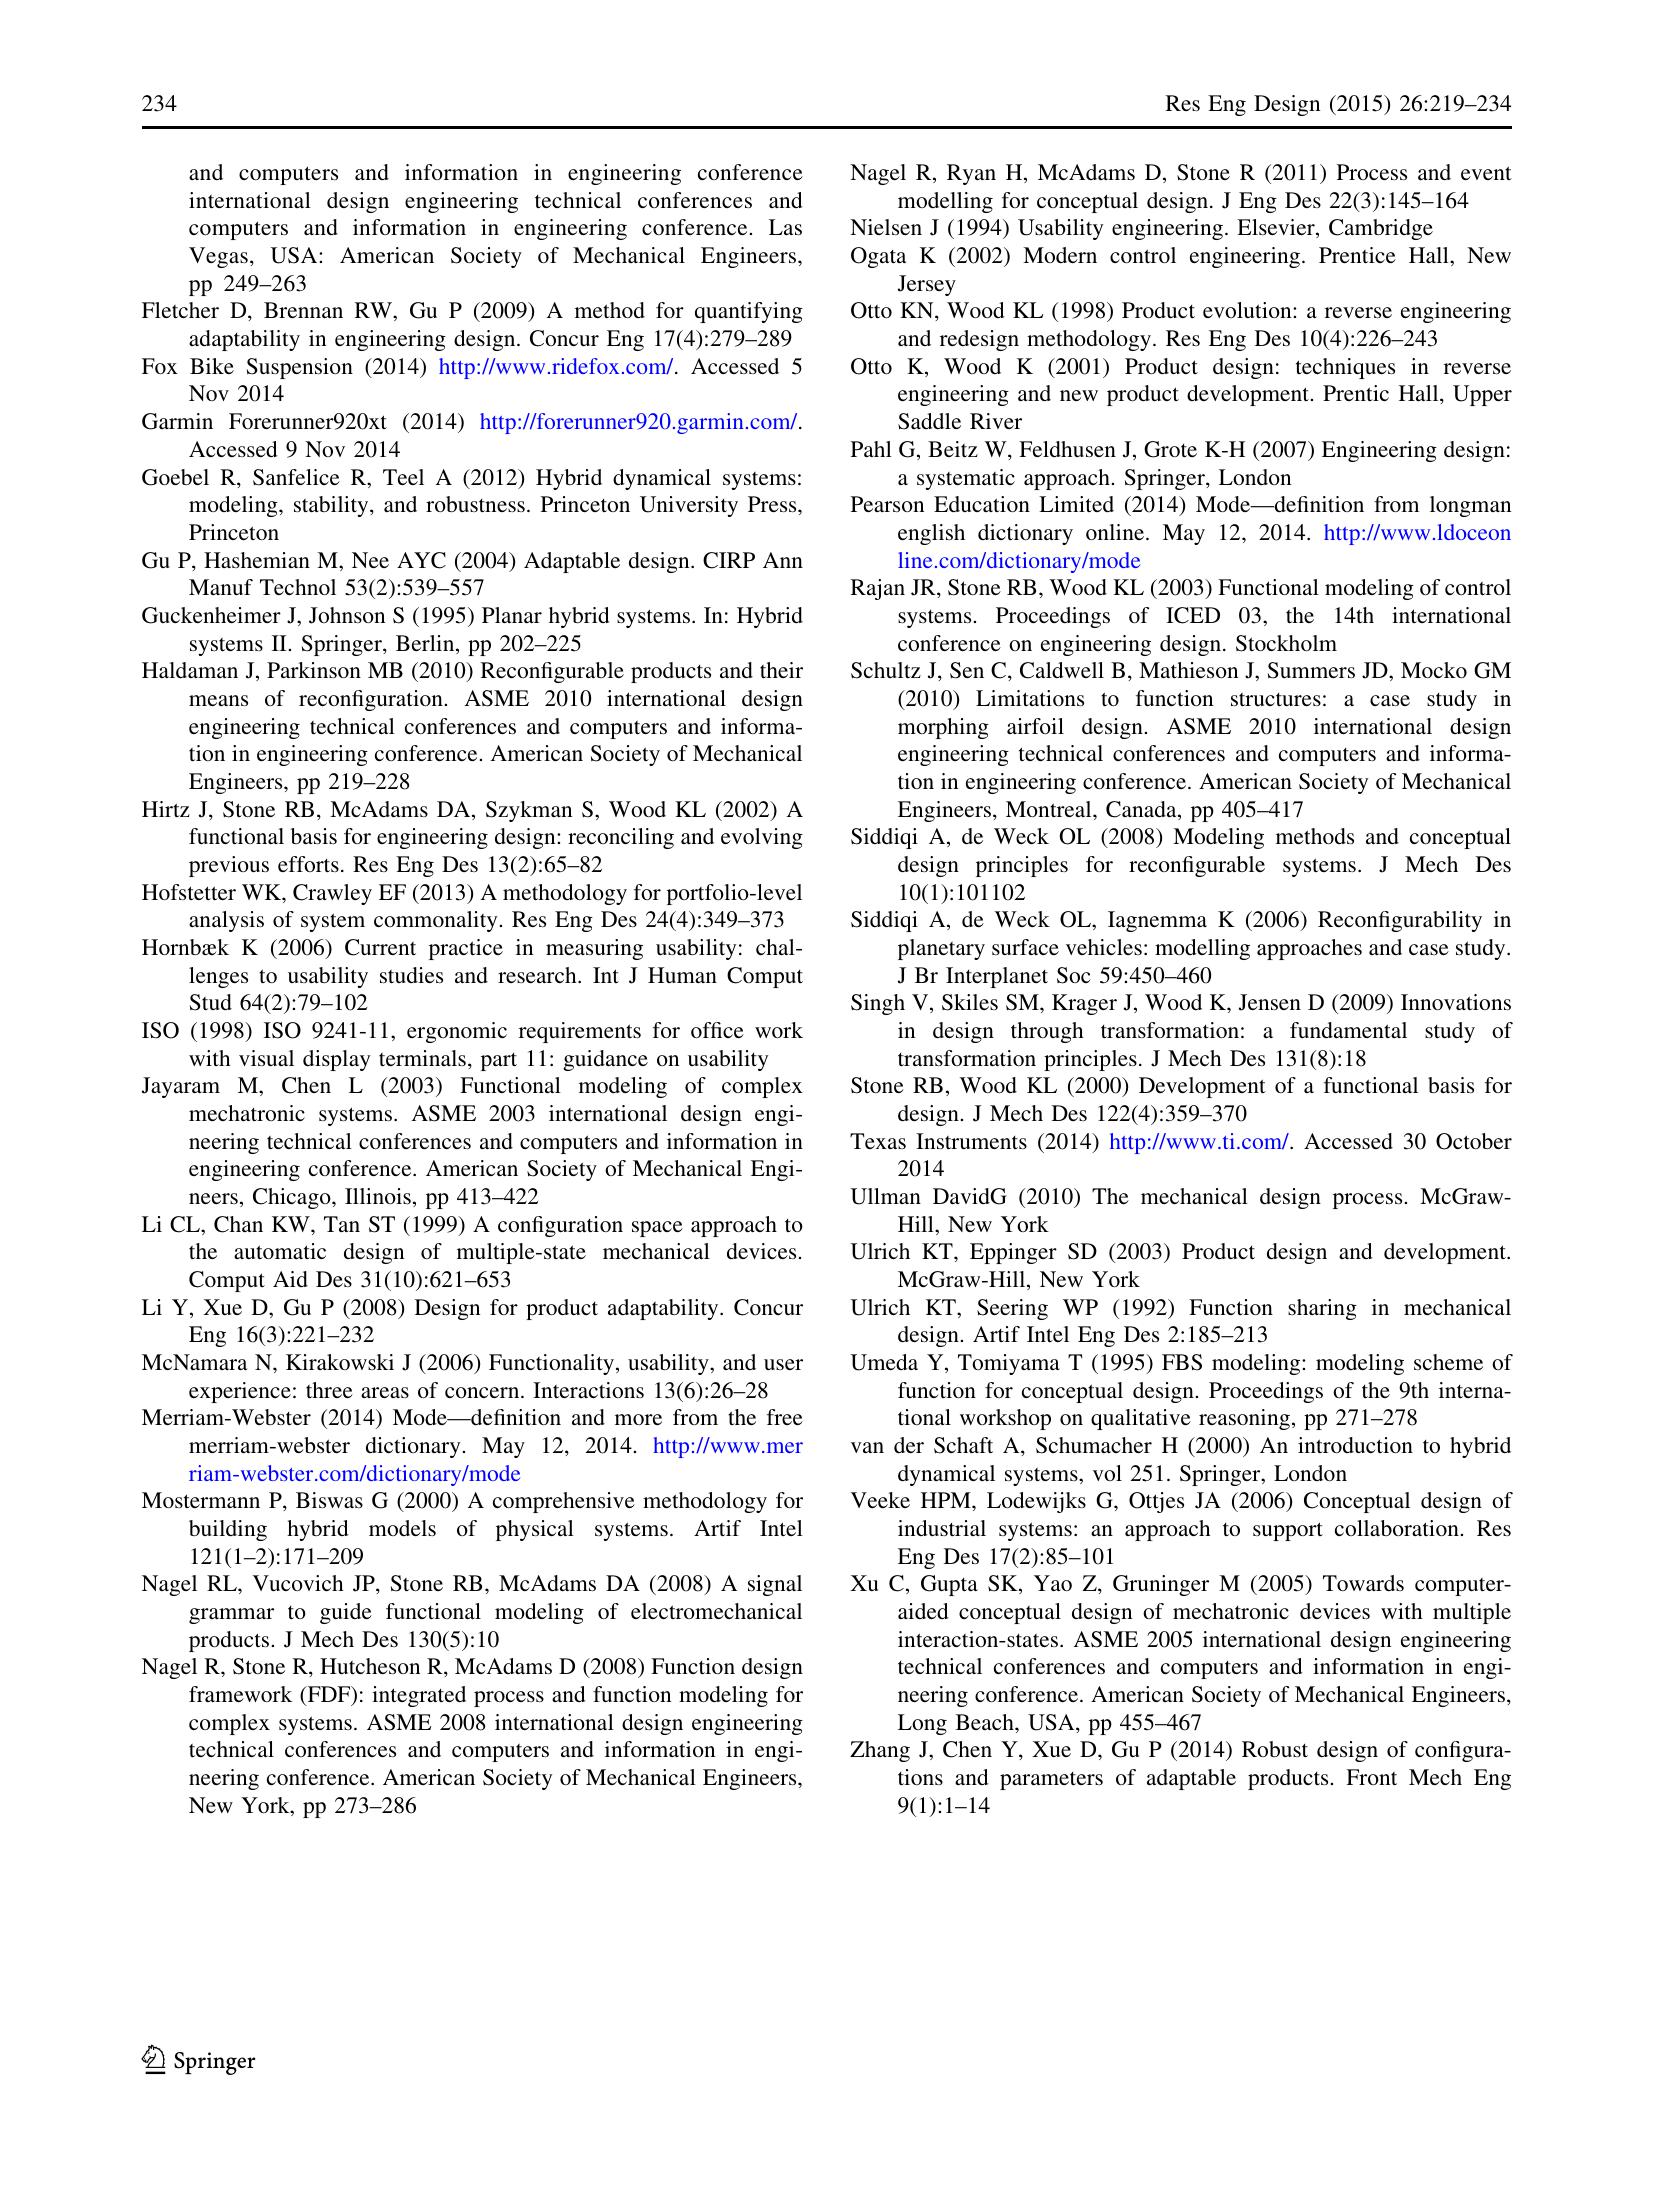 234
Res Eng Design (2015) 26:219–234
and computers and information in engineering conference
international design engineering technical conferences and
computers and information in engineering conference. Las
Vegas, USA: American Society of Mechanical Engineers,
pp 249–263
Fletcher D, Brennan RW, Gu P (2009) A method for quantifying
adaptability in engineering design. Concur Eng 17(4):279–289
Fox Bike Suspension (2014) http://www.ridefox.com/. Accessed 5
Nov 2014
Garmin Forerunner920xt (2014) http://forerunner920.garmin.com/.
Accessed 9 Nov 2014
Goebel R, Sanfelice R, Teel A (2012) Hybrid dynamical systems:
modeling, stability, and robustness. Princeton University Press,
Princeton
Gu P, Hashemian M, Nee AYC (2004) Adaptable design. CIRP Ann
Manuf Technol 53(2):539–557
Guckenheimer J, Johnson S (1995) Planar hybrid systems. In: Hybrid
systems II. Springer, Berlin, pp 202–225
Haldaman J, Parkinson MB (2010) Reconfigurable products and their
means of reconfiguration. ASME 2010 international design
engineering technical conferences and computers and informa-
tion in engineering conference. American Society of Mechanical
Engineers, pp 219–228
Hirtz J, Stone RB, McAdams DA, Szykman S, Wood KL (2002) A
functional basis for engineering design: reconciling and evolving
previous efforts. Res Eng Des 13(2):65–82
Hofstetter WK, Crawley EF (2013) A methodology for portfolio-level
analysis of system commonality. Res Eng Des 24(4):349–373
Hornbæk K (2006) Current practice in measuring usability: chal-
lenges to usability studies and research. Int J Human Comput
Stud 64(2):79–102
ISO (1998) ISO 9241-11, ergonomic requirements for office work
with visual display terminals, part 11: guidance on usability
Jayaram M, Chen L (2003) Functional modeling of complex
mechatronic systems. ASME 2003 international design engi-
neering technical conferences and computers and information in
engineering conference. American Society of Mechanical Engi-
neers, Chicago, Illinois, pp 413–422
Li CL, Chan KW, Tan ST (1999) A configuration space approach to
the automatic design of multiple-state mechanical devices.
Comput Aid Des 31(10):621–653
Li Y, Xue D, Gu P (2008) Design for product adaptability. Concur
Eng 16(3):221–232
McNamara N, Kirakowski J (2006) Functionality, usability, and user
experience: three areas of concern. Interactions 13(6):26–28
Merriam-Webster (2014) Mode—definition and more from the free
merriam-webster dictionary. May 12, 2014. http://www.mer
riam-webster.com/dictionary/mode
Mostermann P, Biswas G (2000) A comprehensive methodology for
building hybrid models of physical systems. Artif Intel
121(1–2):171–209
Nagel RL, Vucovich JP, Stone RB, McAdams DA (2008) A signal
grammar to guide functional modeling of electromechanical
products. J Mech Des 130(5):10
Nagel R, Stone R, Hutcheson R, McAdams D (2008) Function design
framework (FDF): integrated process and function modeling for
complex systems. ASME 2008 international design engineering
technical conferences and computers and information in engi-
neering conference. American Society of Mechanical Engineers,
New York, pp 273–286
Nagel R, Ryan H, McAdams D, Stone R (2011) Process and event
modelling for conceptual design. J Eng Des 22(3):145–164
Nielsen J (1994) Usability engineering. Elsevier, Cambridge
Ogata K (2002) Modern control engineering. Prentice Hall, New
Jersey
Otto KN, Wood KL (1998) Product evolution: a reverse engineering
and redesign methodology. Res Eng Des 10(4):226–243
Otto K, Wood K (2001) Product design: techniques in reverse
engineering and new product development. Prentic Hall, Upper
Saddle River
Pahl G, Beitz W, Feldhusen J, Grote K-H (2007) Engineering design:
a systematic approach. Springer, London
Pearson Education Limited (2014) Mode—definition from longman
english dictionary online. May 12, 2014. http://www.ldoceon
line.com/dictionary/mode
Rajan JR, Stone RB, Wood KL (2003) Functional modeling of control
systems. Proceedings of ICED 03, the 14th international
conference on engineering design. Stockholm
Schultz J, Sen C, Caldwell B, Mathieson J, Summers JD, Mocko GM
(2010) Limitations to function structures: a case study in
morphing airfoil design. ASME 2010 international design
engineering technical conferences and computers and informa-
tion in engineering conference. American Society of Mechanical
Engineers, Montreal, Canada, pp 405–417
Siddiqi A, de Weck OL (2008) Modeling methods and conceptual
design principles for reconfigurable systems. J Mech Des
10(1):101102
Siddiqi A, de Weck OL, Iagnemma K (2006) Reconfigurability in
planetary surface vehicles: modelling approaches and case study.
J Br Interplanet Soc 59:450–460
Singh V, Skiles SM, Krager J, Wood K, Jensen D (2009) Innovations
in design through transformation: a fundamental study of
transformation principles. J Mech Des 131(8):18
Stone RB, Wood KL (2000) Development of a functional basis for
design. J Mech Des 122(4):359–370
Texas Instruments (2014) http://www.ti.com/. Accessed 30 October
2014
Ullman DavidG (2010) The mechanical design process. McGraw-
Hill, New York
Ulrich KT, Eppinger SD (2003) Product design and development.
McGraw-Hill, New York
Ulrich KT, Seering WP (1992) Function sharing in mechanical
design. Artif Intel Eng Des 2:185–213
Umeda Y, Tomiyama T (1995) FBS modeling: modeling scheme of
function for conceptual design. Proceedings of the 9th interna-
tional workshop on qualitative reasoning, pp 271–278
van der Schaft A, Schumacher H (2000) An introduction to hybrid
dynamical systems, vol 251. Springer, London
Veeke HPM, Lodewijks G, Ottjes JA (2006) Conceptual design of
industrial systems: an approach to support collaboration. Res
Eng Des 17(2):85–101
Xu C, Gupta SK, Yao Z, Gruninger M (2005) Towards computer-
aided conceptual design of mechatronic devices with multiple
interaction-states. ASME 2005 international design engineering
technical conferences and computers and information in engi-
neering conference. American Society of Mechanical Engineers,
Long Beach, USA, pp 455–467
Zhang J, Chen Y, Xue D, Gu P (2014) Robust design of configura-
tions and parameters of adaptable products. Front Mech Eng
9(1):1–14
Springer